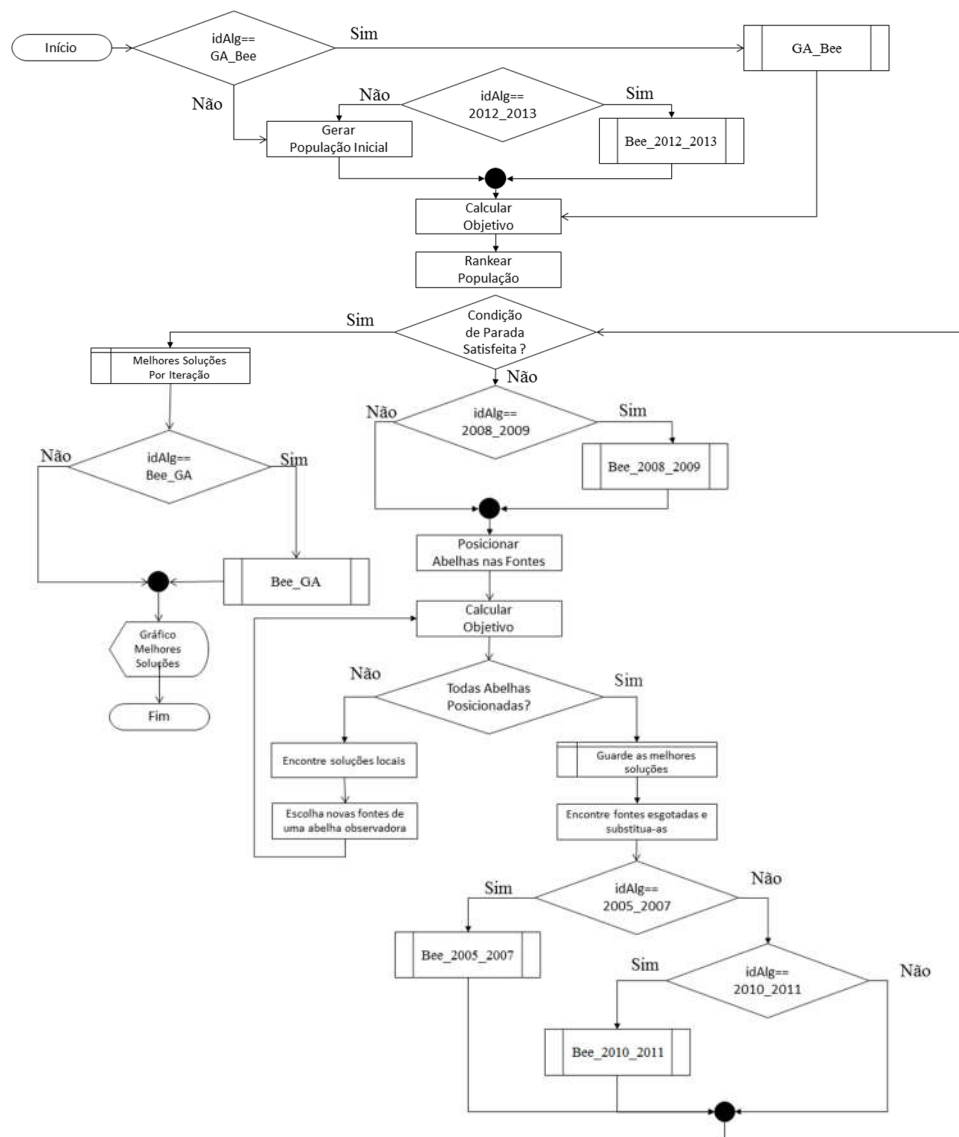 Início
idAlg==
GA_Bee
Sim
GA_Bee
Não
Não
idAlg==
2012_2013
Sim
Gerar
População Inicial
Bee_2012_2013
Calcular
Objetivo
Rankear
População
Sim
Condição
de Parada
Satisfeita ?
Melhores Soluções
Por Iteração
Não
Não
idAlg==
2008_2009
Sim
Não
idAlg==
Bee_GA
Sim
Bee_2008_2009
Posicionar
Abelhas nas Fontes
Bee_GA
Calcular
Objetivo
Gráfico
Melhores
Soluções
Não
Todas Abelhas
Posicionadas?
Sim
Fim
Encontre soluções locais
Guarde as melhores
soluções
Escolha novas fontes de
uma abelha observadora
Encontre fontes esgotadas e
substitua-as
Sim
idAlg==
2005_2007
Não
Bee_2005_2007
Sim
idAlg==
2010_2011
Não
Bee_2010_2011